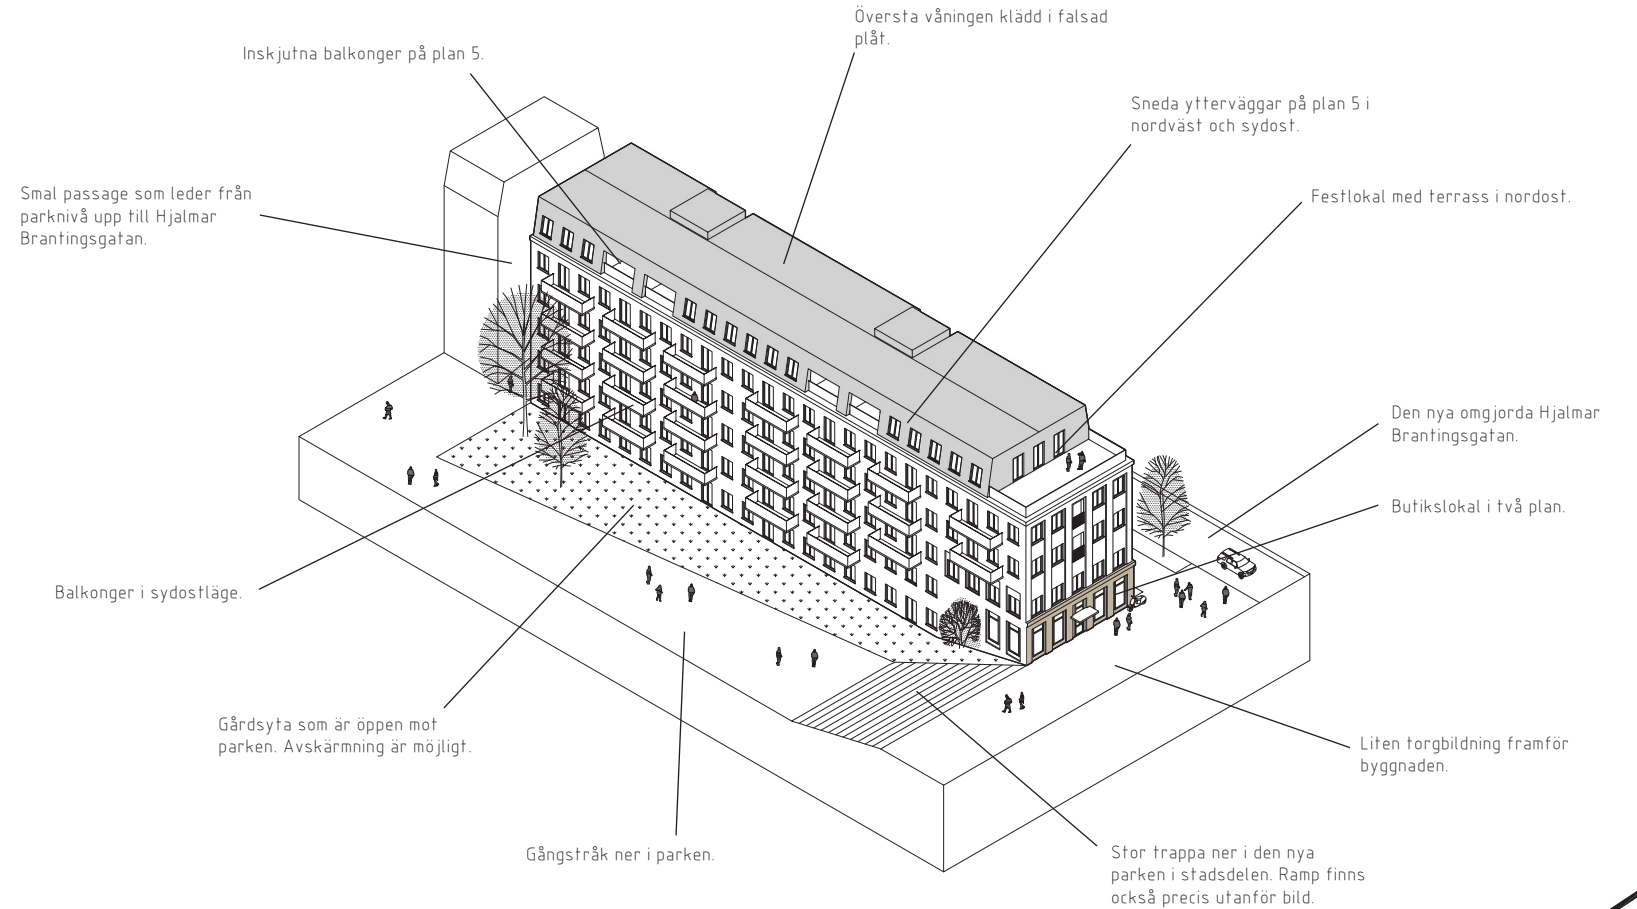 Översta våningen klädd i falsad
plåt.
Inskjutna balkonger på plan 5.
Sneda ytterväggar på plan 5 i
nordväst och sydost.
Smal passage som leder från
parknivå upp till Hjalmar
Brantingsgatan.
Festlokal med terrass i nordost.
Den nya omgjorda Hjalmar
Brantingsgatan.
Butikslokal i två plan.
Balkonger i sydostläge.
Gårdsyta som är öppen mot
parken. Avskärmning är möjligt.
Liten torgbildning framför
byggnaden.
Gångstråk ner i parken.
Stor trappa ner i den nya
parken i stadsdelen. Ramp finns
också precis utanför bild.